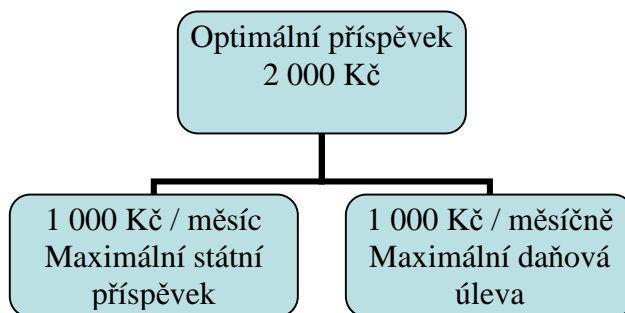 Optimální příspěvek
2 000 Kč
1 000 Kč / měsíc
Maximální státní
příspěvek
1 000 Kč / měsíčně
Maximální daňová
úleva